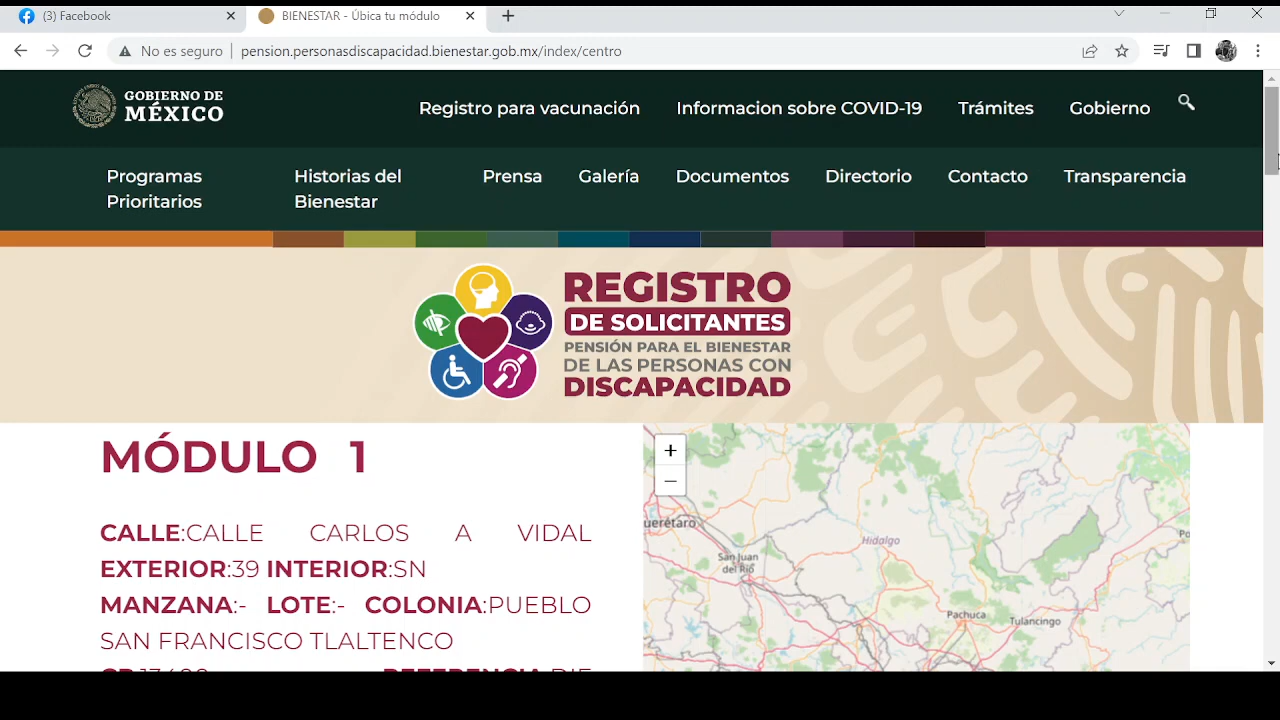 (3) Facebook
BIENESTAR - Úbica tu módulo
No es seguro
pension.personasdiscapacidad.bienestar.gob.mx/index/centro
GOBIERNO DE
MÉXICO
Registro para vacunación
Informacion sobre COVID-19
Trámites
Gobierno
Programas
Prioritarios
Historias del
Bienestar
Prensa
Galería
Documentos
Directorio
Contacto
Transparencia
REGISTRO
DE SOLICITANTES
PENSIÓN PARA EL BIENESTAR
DE LAS PERSONAS CON
DISCAPACIDAD
MÓDULO 1
CALLE:CALLE CARLOS A VIDAL
EXTERIOR:39 INTERIOR:SN
MANZANA:- LOTE:- COLONIA:PUEBLO
SAN FRANCISCO TLALTENCO
+
−
uerétaro
San Juan
del Río
Hidalgo
Pachuca
Tulancingo